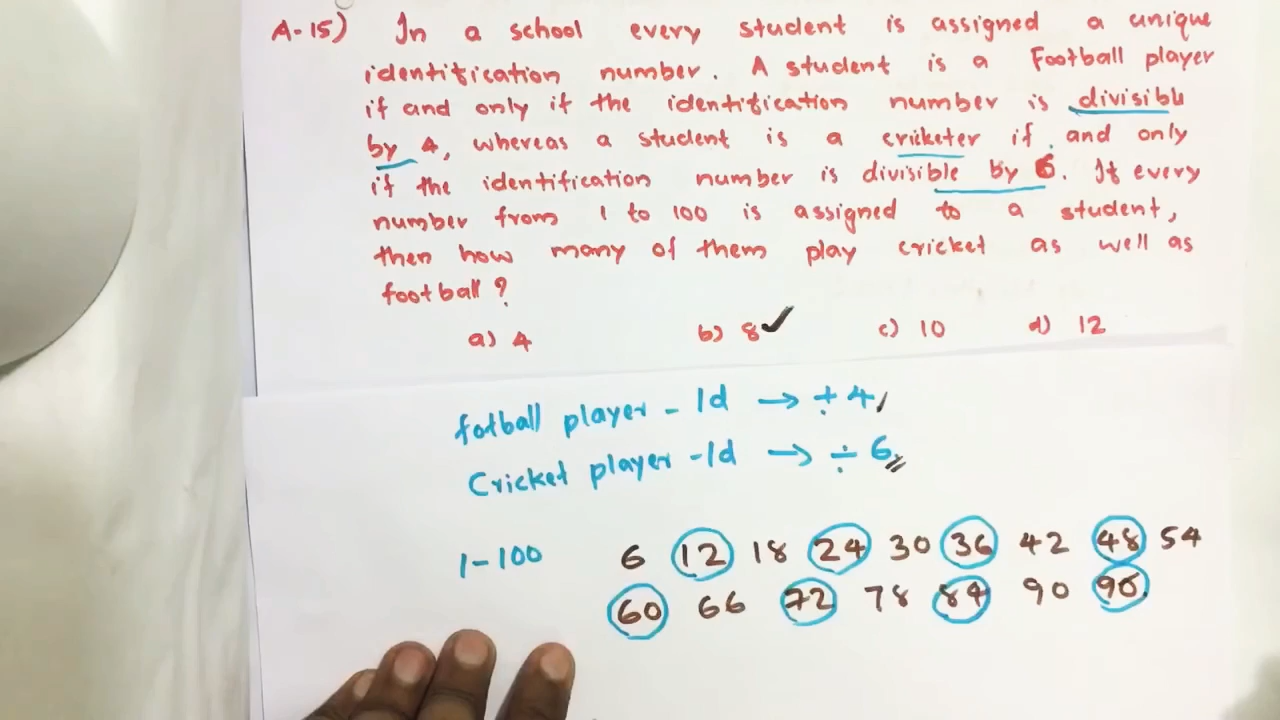 A-15) In a school every student is assigned a unique
identification number. A student is a Football player
if and only if the identification number is divisible
by 4, whereas a student is a cricketer if and only
if the identification number is divisible by 6. If every
number from 1 to 100 is assigned to a student,
then how many of them play cricket as well as
football?
a) 4 b) 8 ✓ c) 10 d) 12
fotball player - Id → ÷ 4
Cricket player - Id → ÷ 6
1-100 6 12 18 24 30 36 42 48 54
60 66 72 78 84 90 96